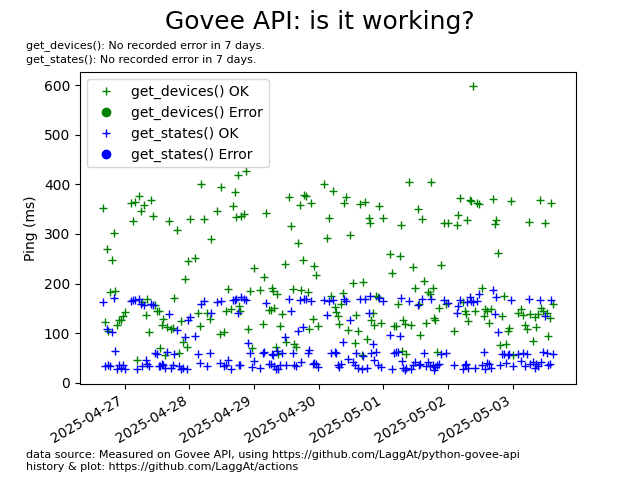 Govee API: is it working?
get_devices(): No recorded error in 7 days.
get_states(): No recorded error in 7 days.
600
500
400
300
200
100
0
Ping (ms)
get_devices() OK
get_devices() Error
get_states() OK
get_states() Error
2025-04-27
2025-04-28
2025-04-29
2025-04-30
2025-05-01
2025-05-02
2025-05-03
data source: Measured on Govee API, using https://github.com/LaggAt/python-govee-api
history & plot: https://github.com/LaggAt/actions